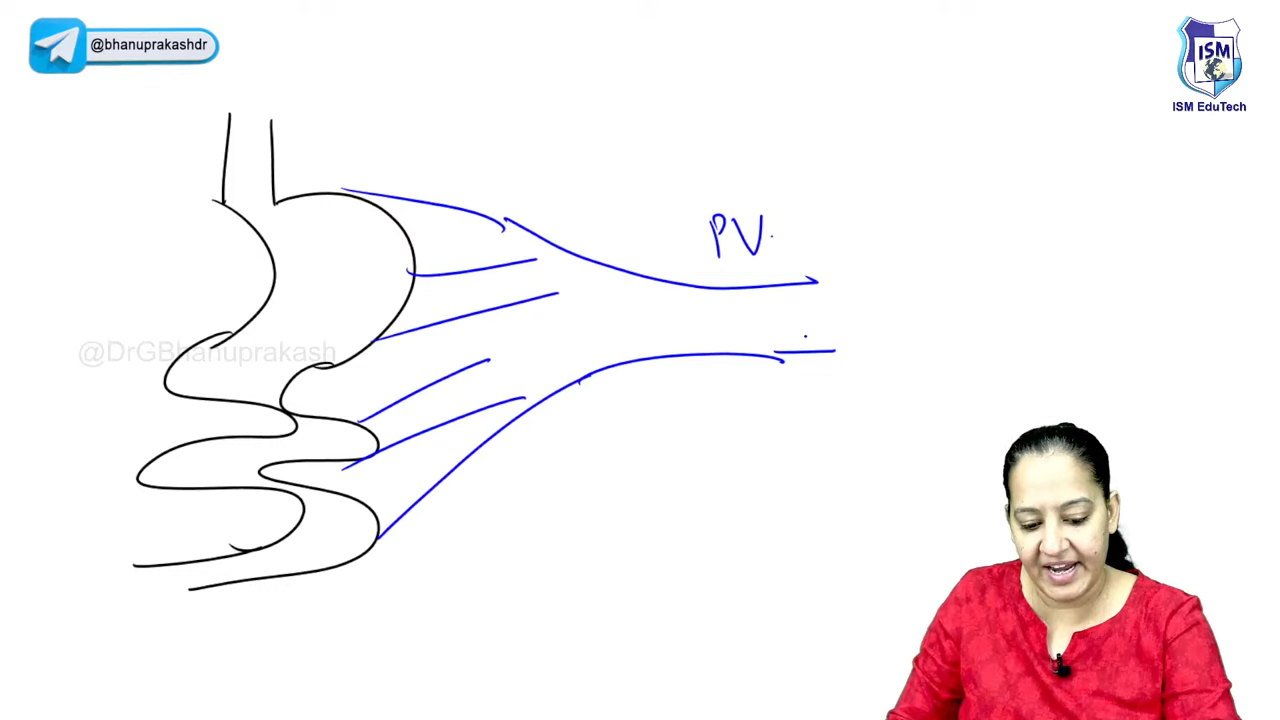 @bhanuprakashdr
ISM
ISM EduTech
PV
@DrGBhanuprakash